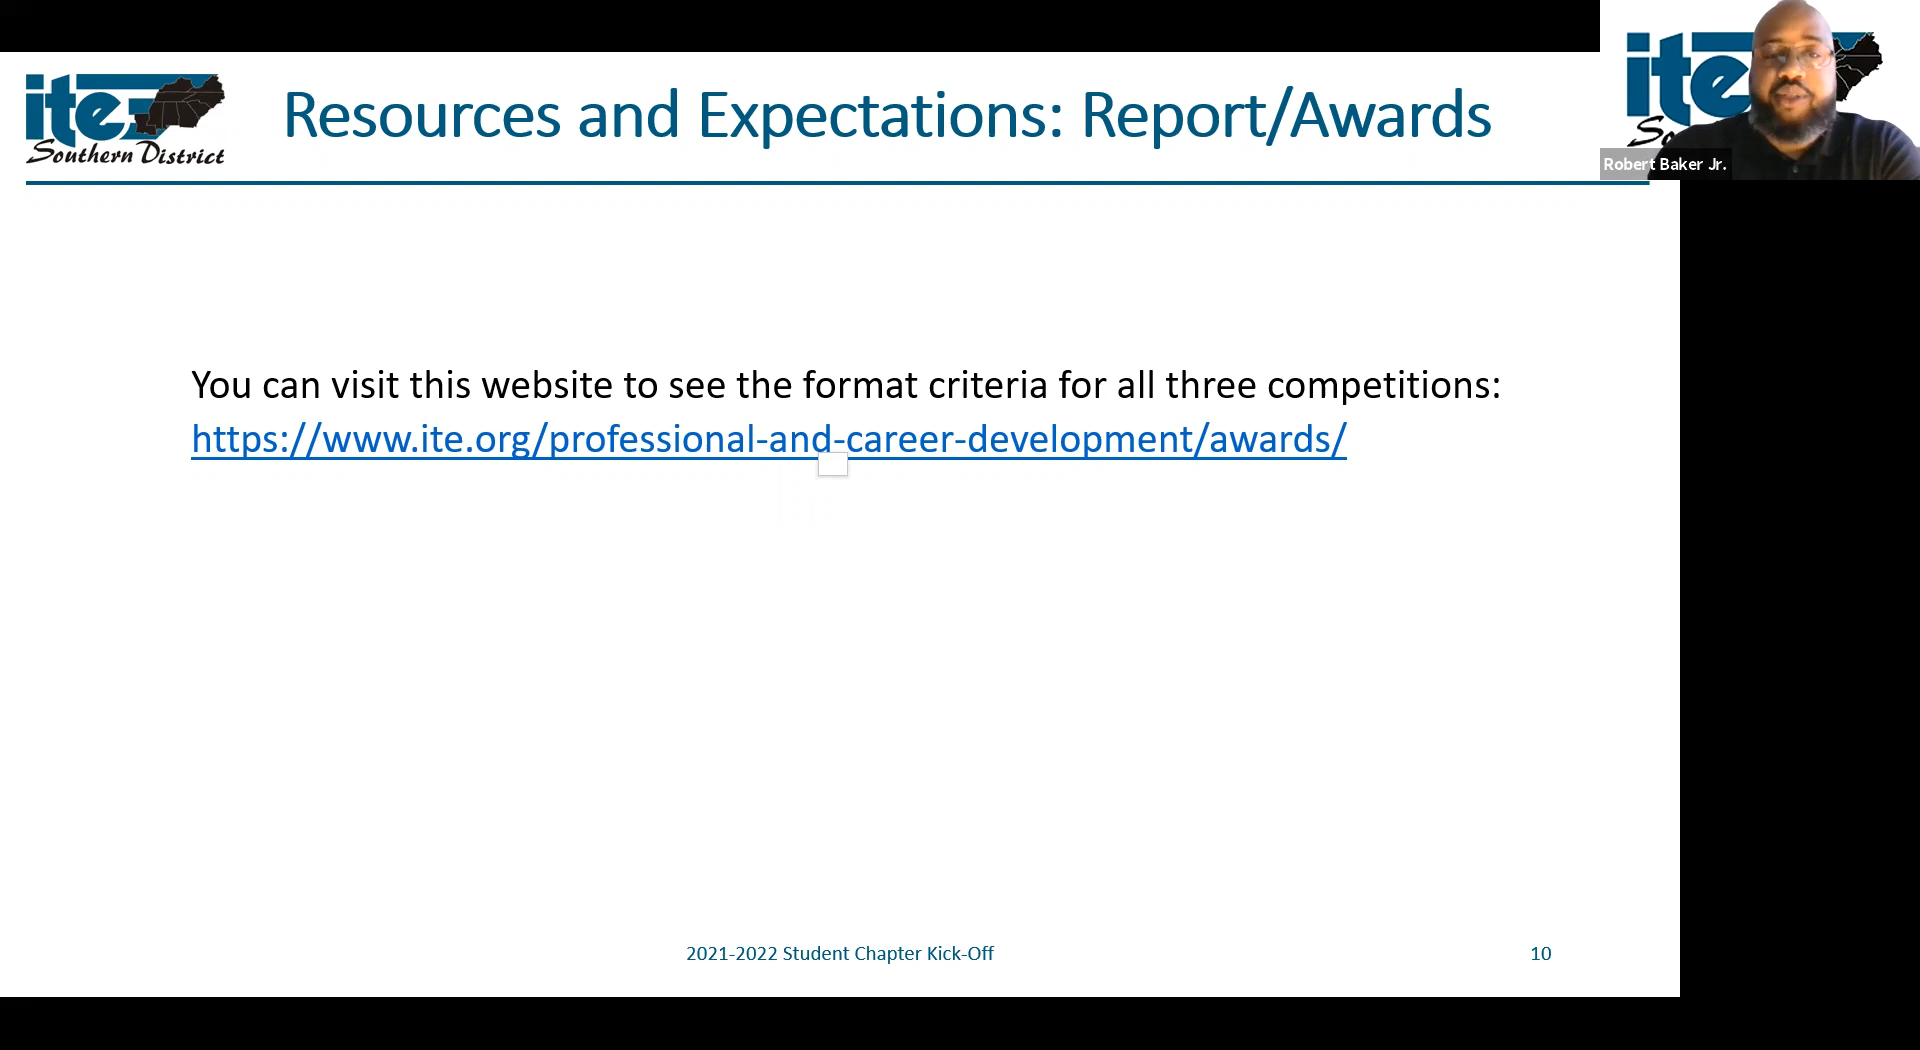 ite
Southern District
Resources and Expectations: Report/Awards
ite
So
Robert Baker Jr.
You can visit this website to see the format criteria for all three competitions:
https://www.ite.org/professional-and-career-development/awards/
2021-2022 Student Chapter Kick-Off
10